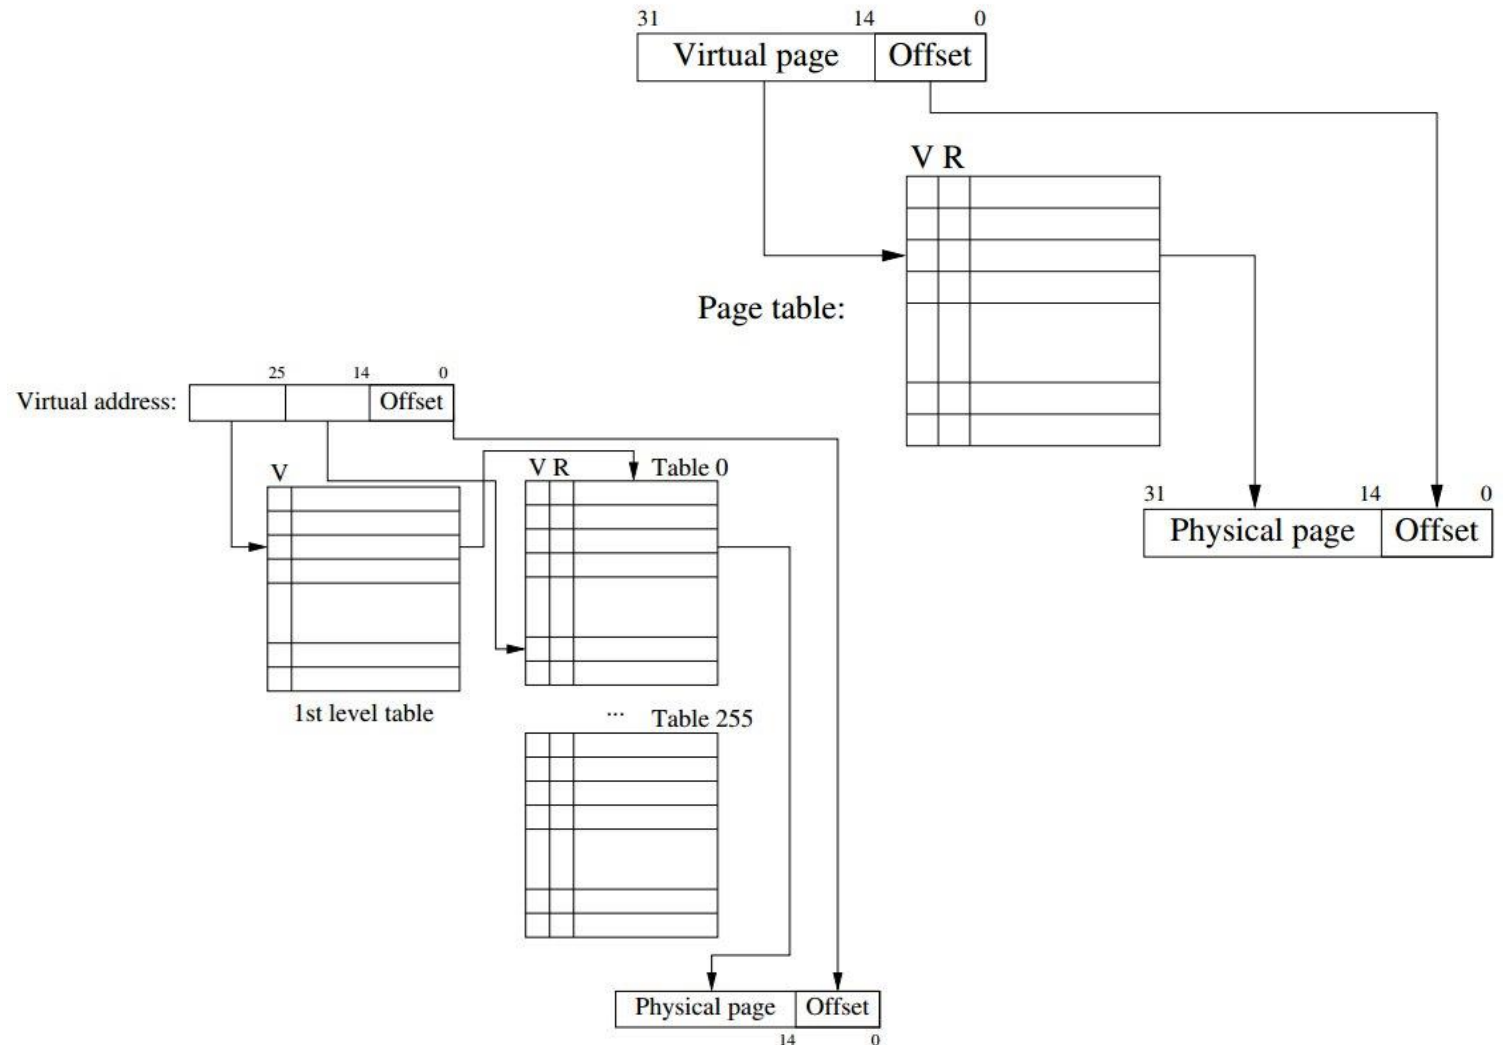 31 14 0
Virtual page Offset
V R
Page table:
31 14 0
Physical page Offset
25 14 0
Virtual address: Offset
V
1st level table
V R Table 0
... Table 255
Physical page Offset
14 0